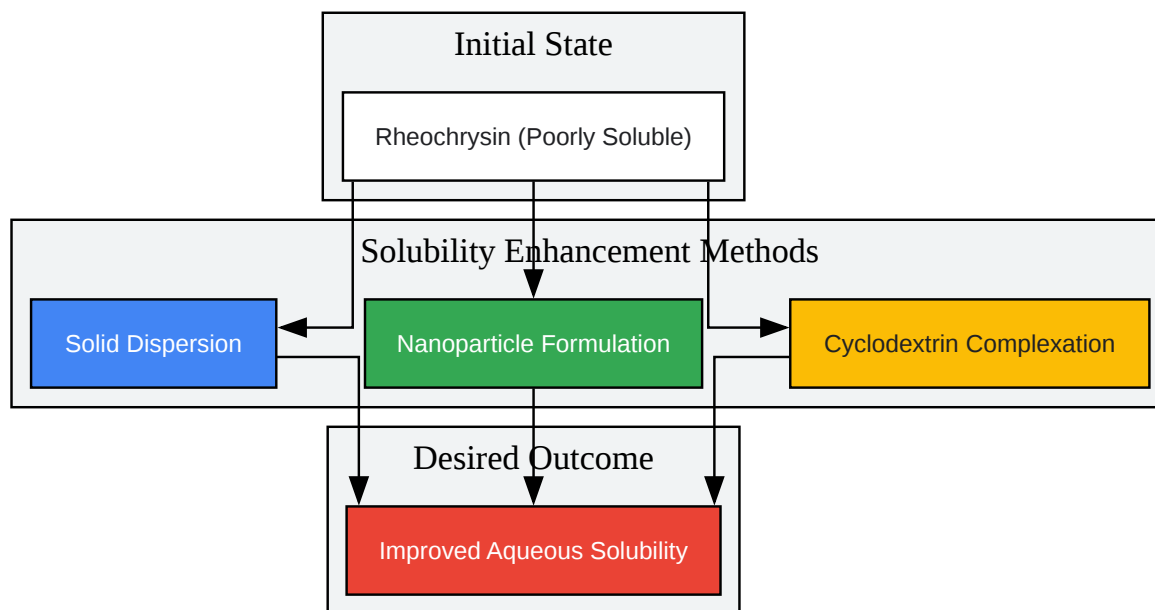 Initial State
Rheochrysin (Poorly Soluble)
Solubility Enhancement Methods
Solid Dispersion
Nanoparticle Formulation
Cyclodextrin Complexation
Desired Outcome
Improved Aqueous Solubility